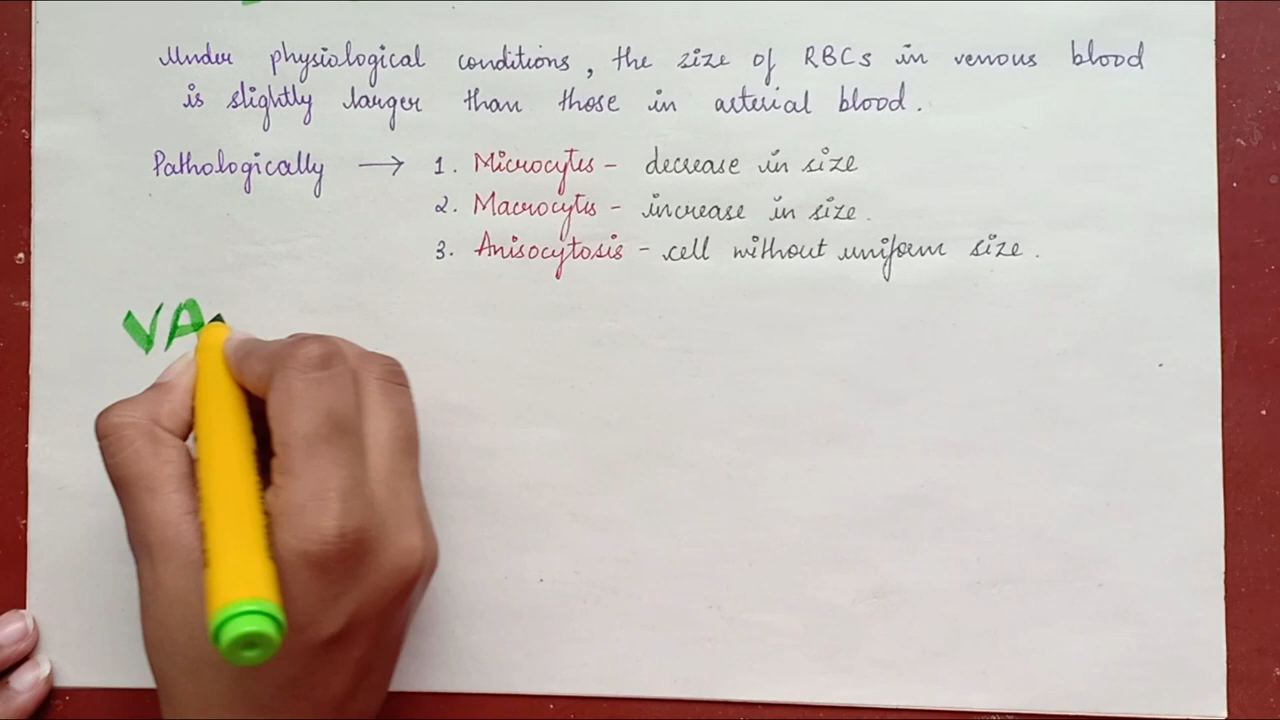 Under physiological conditions, the size of RBCs in venous blood
is slightly larger than those in arterial blood.
Pathologically → 1. Microcytes - decrease in size
2. Macrocytes - increase in size.
3. Anisocytosis - cell without uniform size.
VA